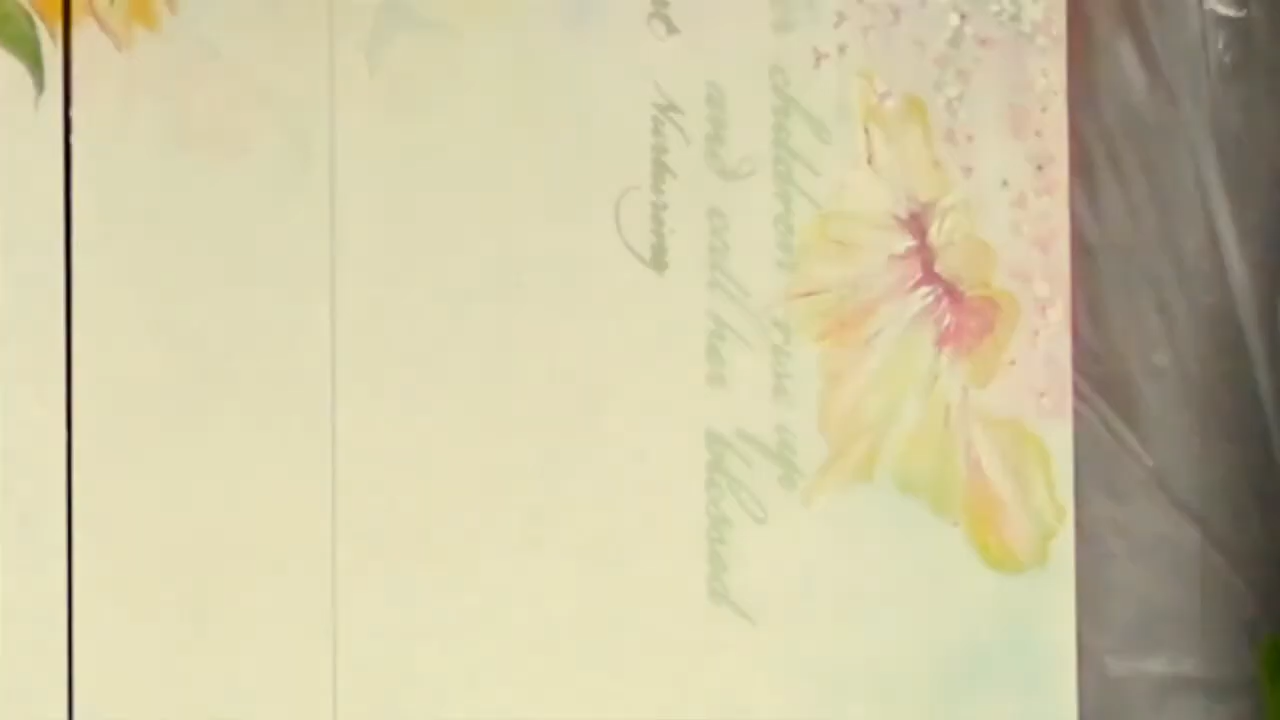 children rise up
and call her blessed
Nurturing